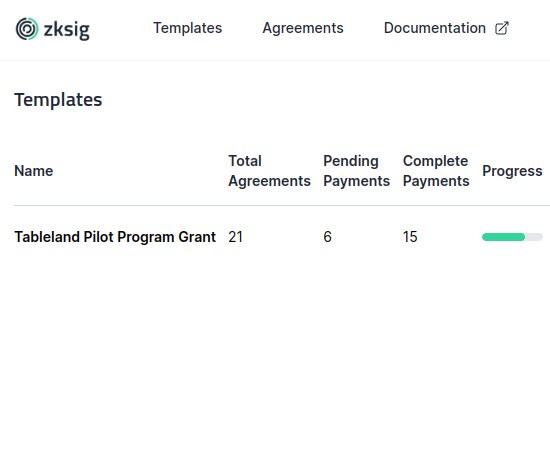 zksig Templates Agreements Documentation
Templates
Name Total Agreements Pending Payments Complete Payments Progress
Tableland Pilot Program Grant 21 6 15